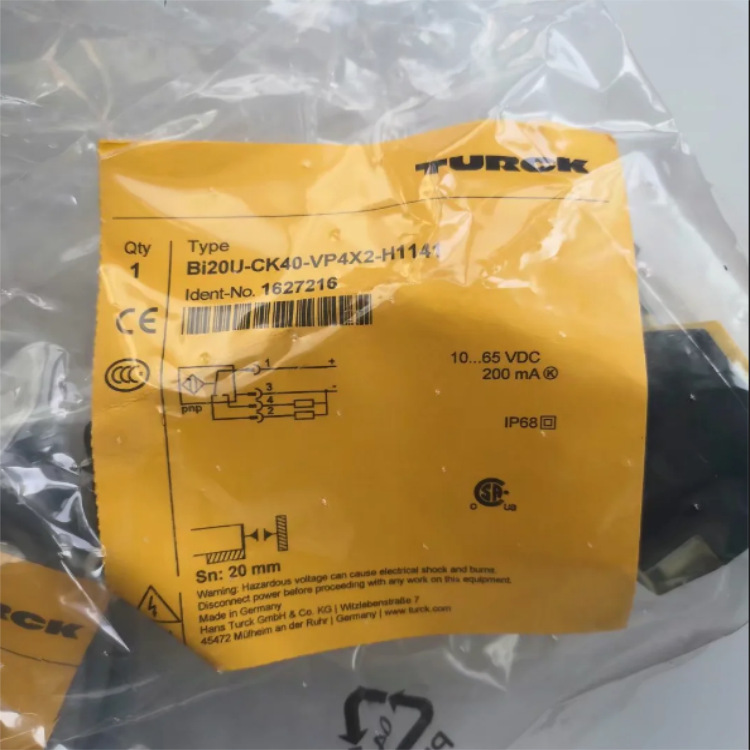 TURCK
Qty
1
Type
Bi20U-CK40-VP4X2-H1141
Ident-No. 1627216
CE
CCC
1 +
3 -
4
2
pnp
10...65 VDC
200 mA K
IP68
CSA
C US
Sn: 20 mm
Warning: Hazardous voltage can cause electrical shock and burns.
Disconnect power before proceeding with any work on this equipment.
Made in Germany
Hans Turck GmbH & Co. KG | Witzlebenstraße 7
45472 Mülheim an der Ruhr | Germany | www.turck.com
RCK